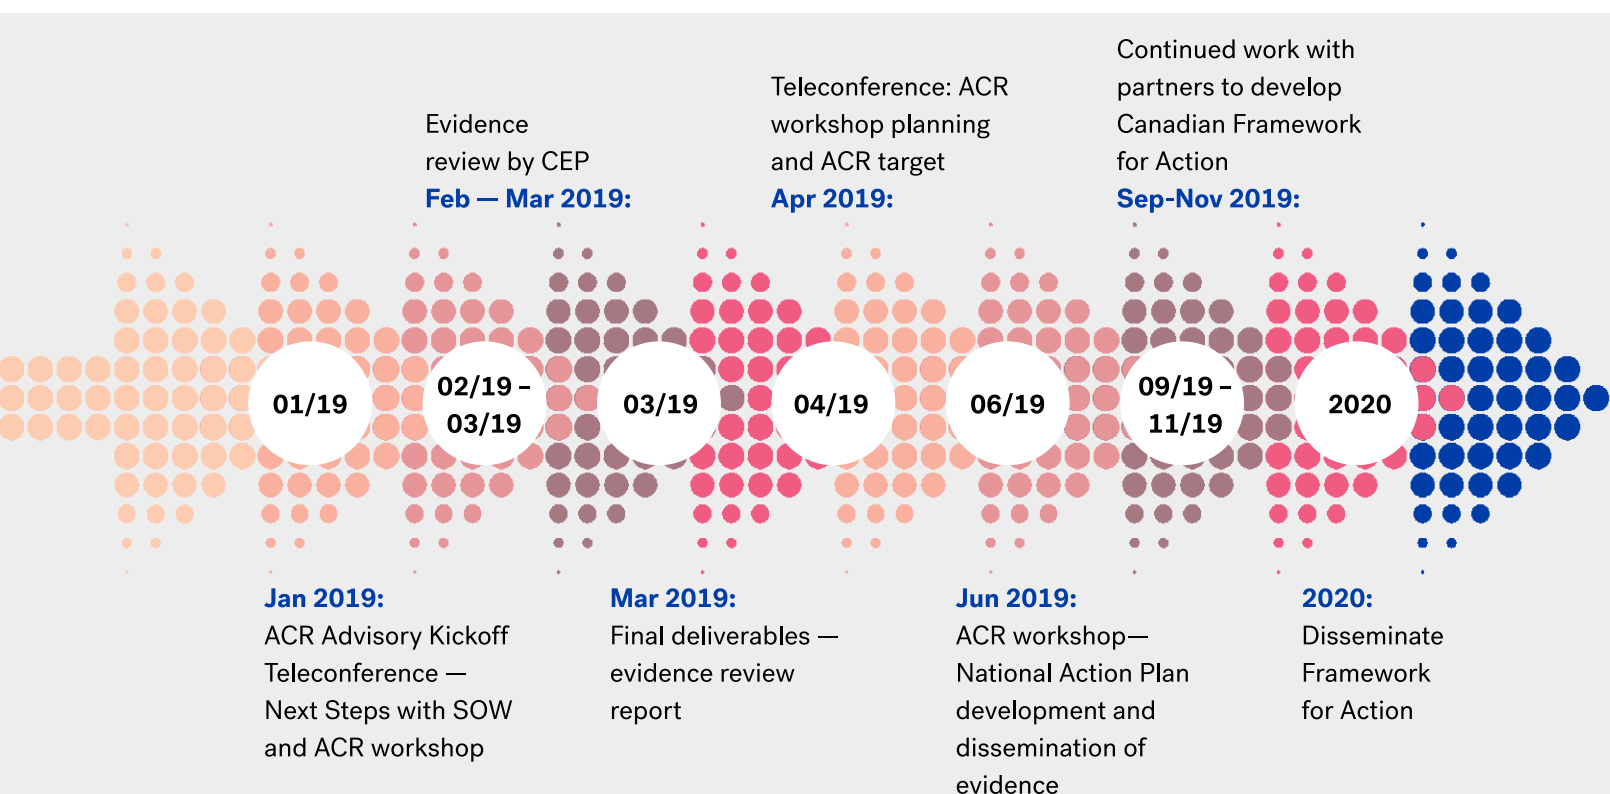 Evidence
review by CEP
Feb — Mar 2019:
Teleconference: ACR
workshop planning
and ACR target
Apr 2019:
Continued work with
partners to develop
Canadian Framework
for Action
Sep-Nov 2019:
01/19
02/19 –
03/19
03/19
04/19
06/19
09/19 –
11/19
2020
Jan 2019:
ACR Advisory Kickoff
Teleconference —
Next Steps with SOW
and ACR workshop
Mar 2019:
Final deliverables —
evidence review
report
Jun 2019:
ACR workshop—
National Action Plan
development and
dissemination of
evidence
2020:
Disseminate
Framework
for Action